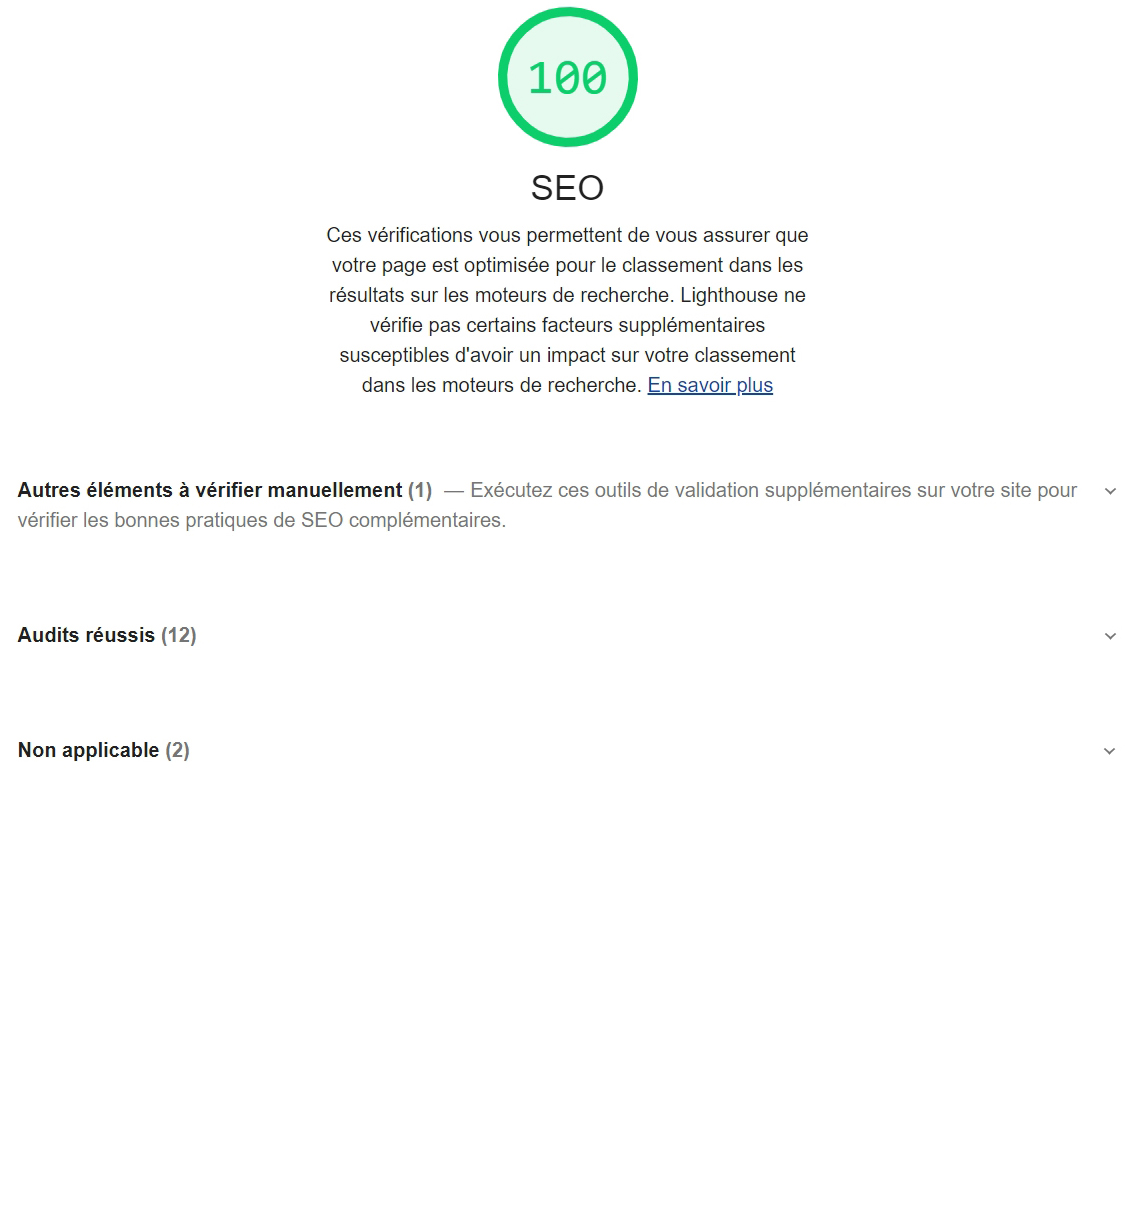 100
SEO
Ces vérifications vous permettent de vous assurer que
votre page est optimisée pour le classement dans les
résultats sur les moteurs de recherche. Lighthouse ne
vérifie pas certains facteurs supplémentaires
susceptibles d'avoir un impact sur votre classement
dans les moteurs de recherche. En savoir plus
Autres éléments à vérifier manuellement (1) — Exécutez ces outils de validation supplémentaires sur votre site pour
vérifier les bonnes pratiques de SEO complémentaires.
Audits réussis (12)
Non applicable (2)